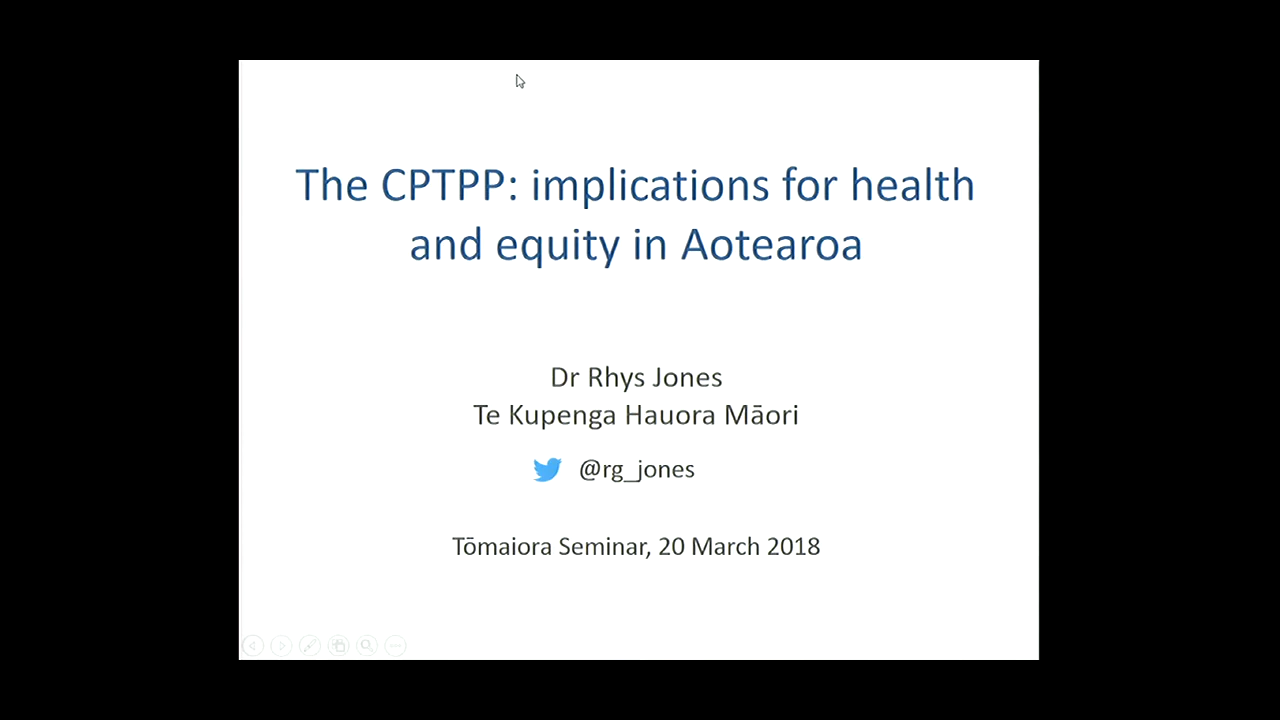 The CPTPP: implications for health
and equity in Aotearoa
Dr Rhys Jones
Te Kupenga Hauora Māori
@rg_jones
Tōmaiora Seminar, 20 March 2018